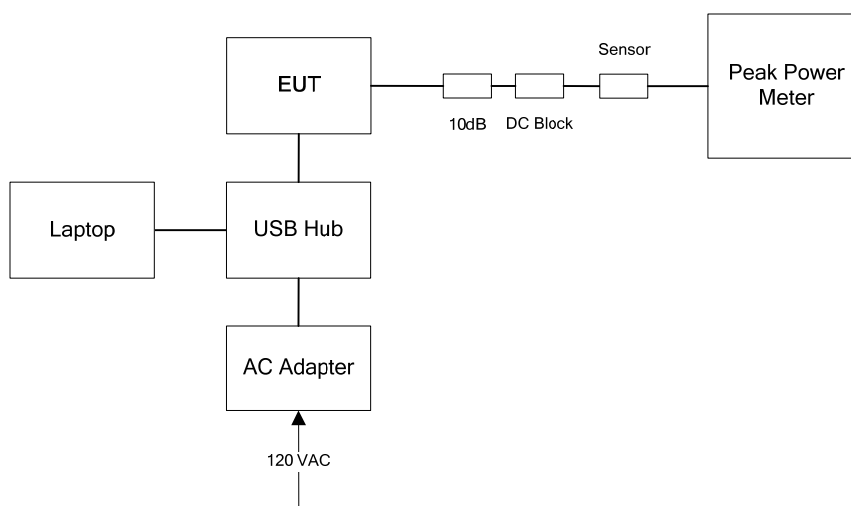 Sensor
EUT
Peak Power
Meter
10dB
DC Block
Laptop
USB Hub
AC Adapter
120 VAC